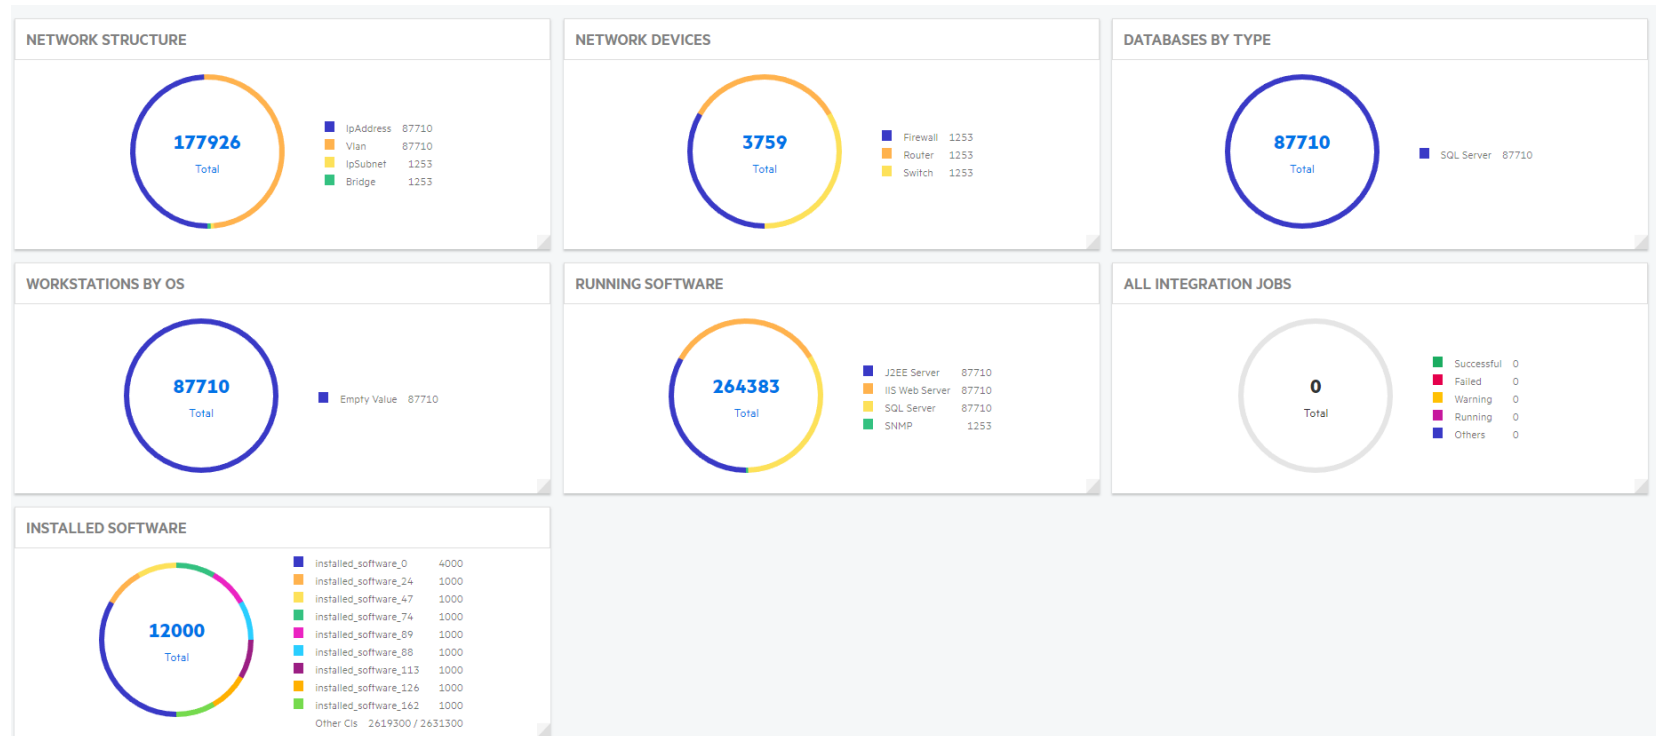 NETWORK STRUCTURE
177926
Total
IpAddress 87710
Vlan 87710
IpSubnet 1253
Bridge 1253
NETWORK DEVICES
3759
Total
Firewall 1253
Router 1253
Switch 1253
DATABASES BY TYPE
87710
Total
SQL Server 87710
WORKSTATIONS BY OS
87710
Total
Empty Value 87710
RUNNING SOFTWARE
264383
Total
J2EE Server 87710
IIS Web Server 87710
SQL Server 87710
SNMP 1253
ALL INTEGRATION JOBS
0
Total
Successful 0
Failed 0
Warning 0
Running 0
Others 0
INSTALLED SOFTWARE
12000
Total
installed_software_0 4000
installed_software_24 1000
installed_software_47 1000
installed_software_74 1000
installed_software_89 1000
installed_software_88 1000
installed_software_113 1000
installed_software_126 1000
installed_software_162 1000
Other CIs 2619300 / 2631300